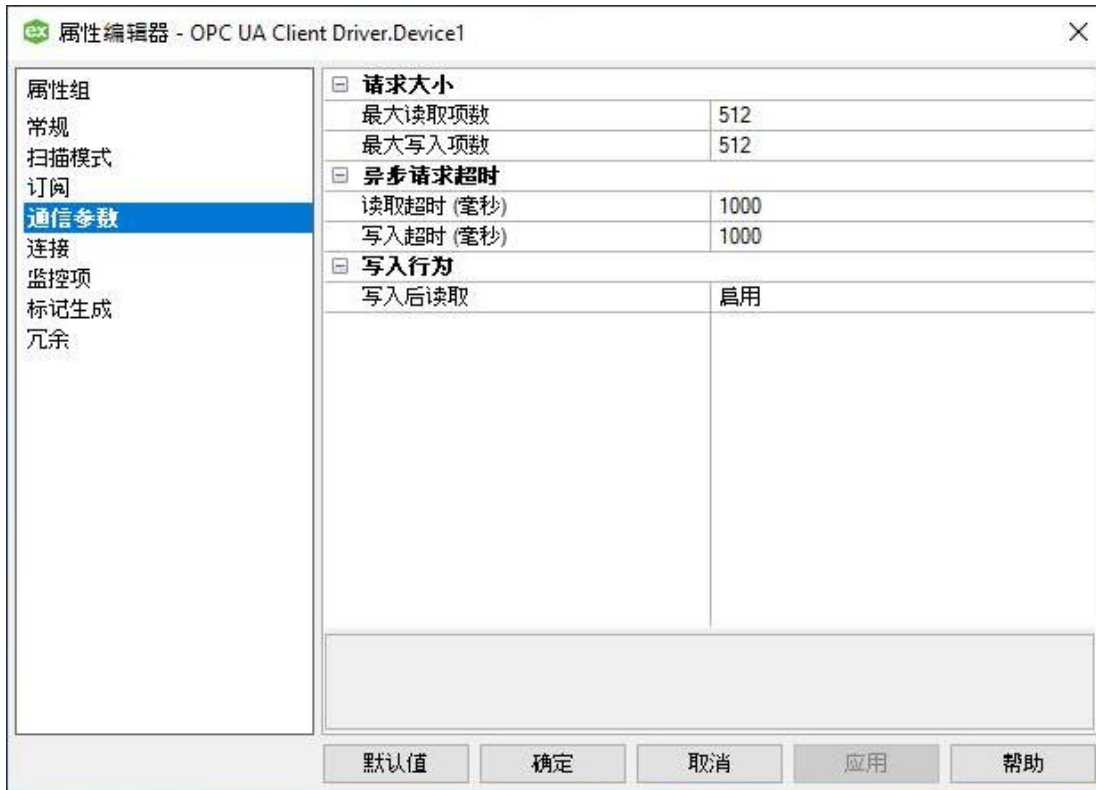 属性编辑器 - OPC UA Client Driver.Device1
属性组
常规
扫描模式
订阅
通信参数
连接
监控项
标记生成
冗余
请求大小
最大读取项数 512
最大写入项数 512
异步请求超时
读取超时 (毫秒) 1000
写入超时 (毫秒) 1000
写入行为
写入后读取 启用
默认值 确定 取消 应用 帮助